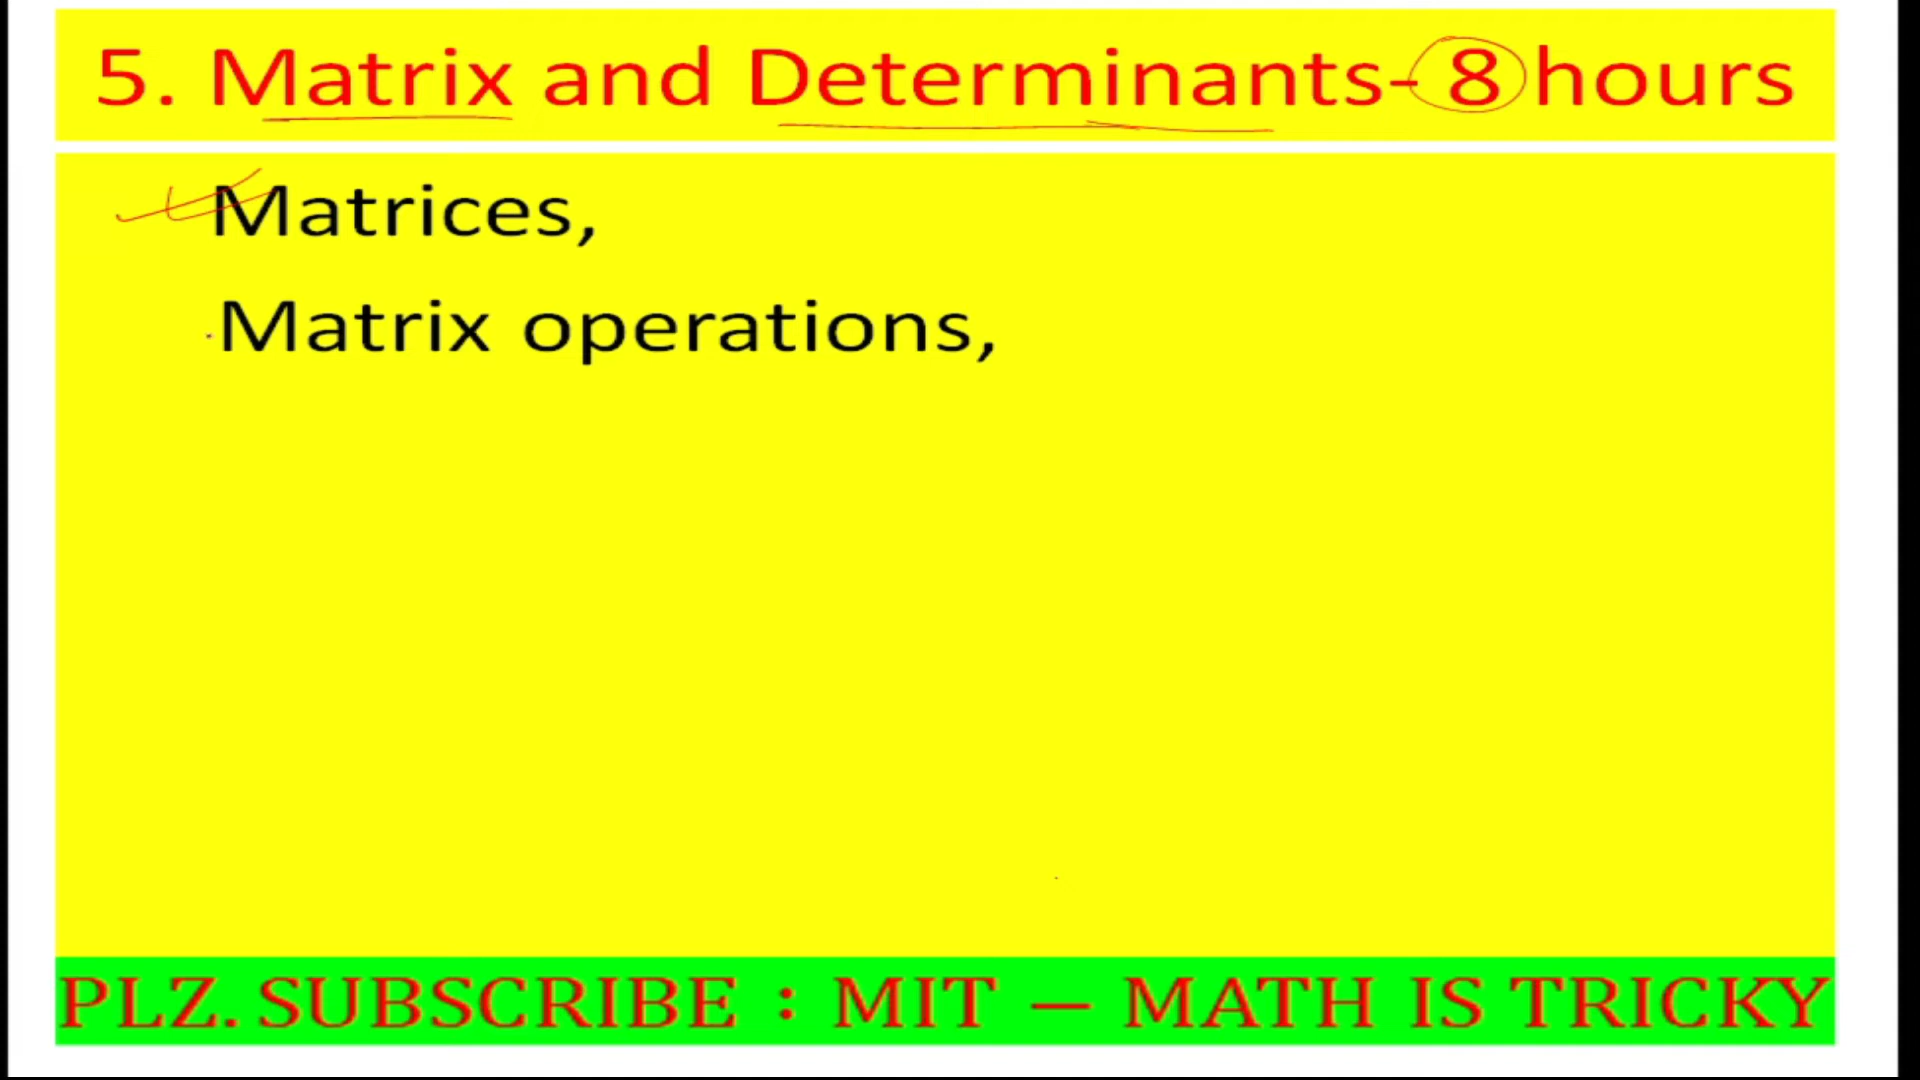 5. Matrix and Determinants- 8 hours
Matrices,
Matrix operations,
PLZ. SUBSCRIBE : MIT – MATH IS TRICKY